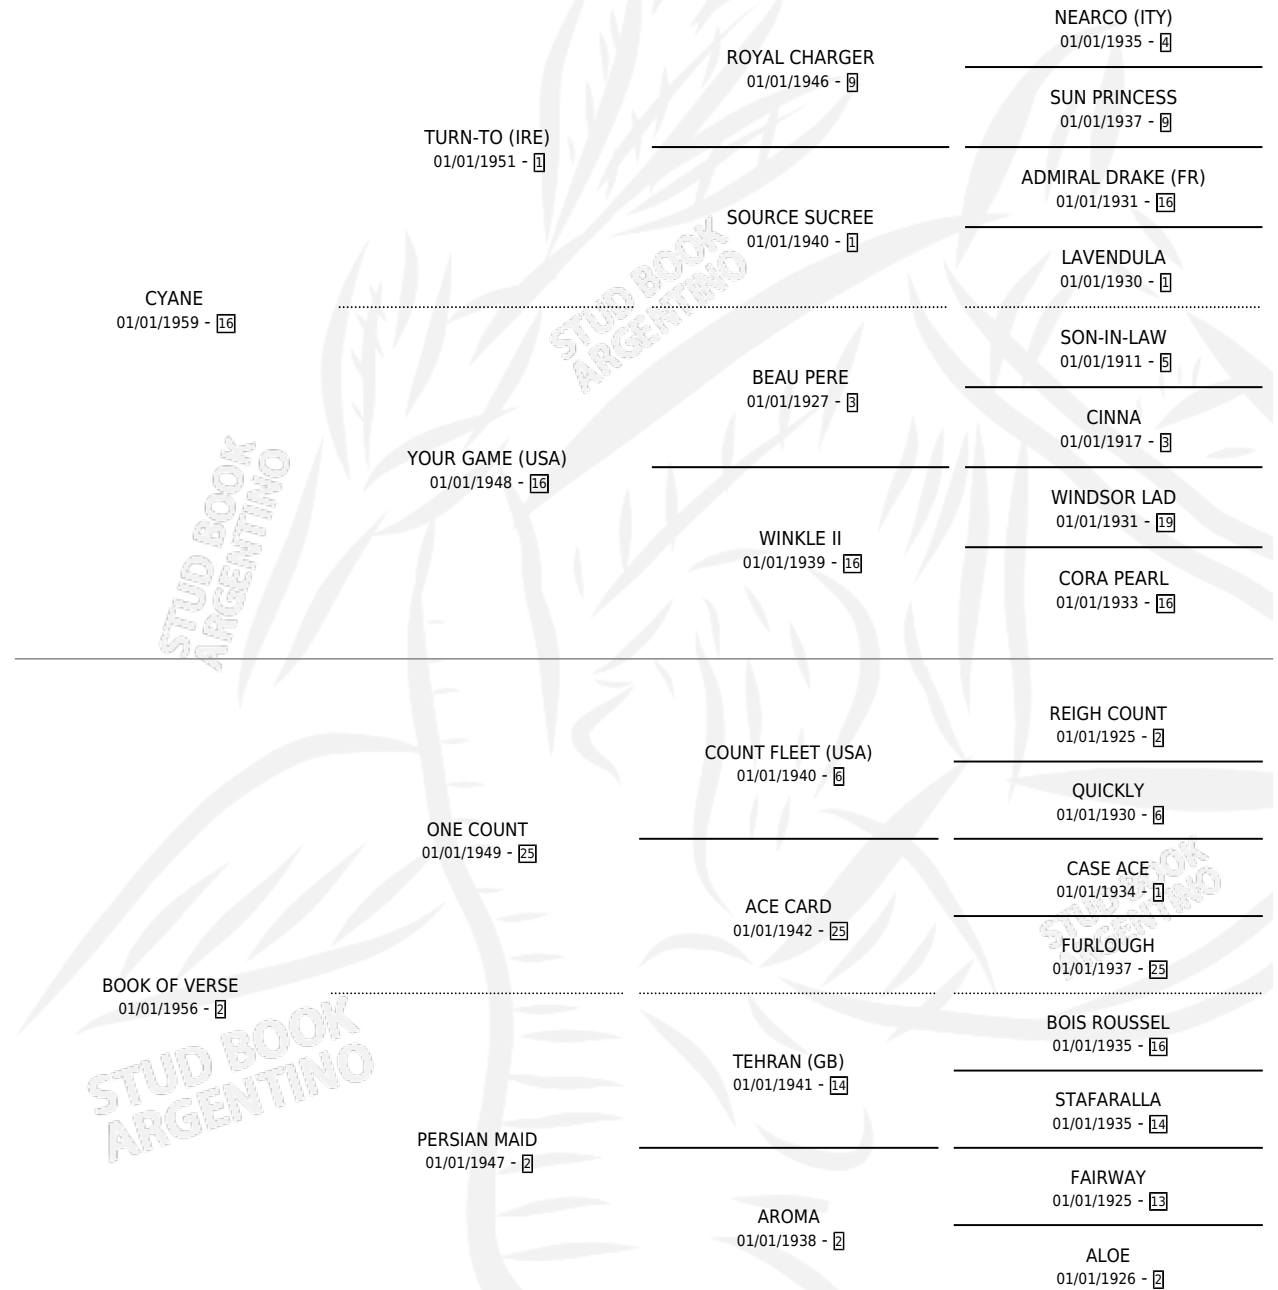 NEARCO (ITY)
01/01/1935 - 4
ROYAL CHARGER
01/01/1946 - 9
SUN PRINCESS
01/01/1937 - 9
TURN-TO (IRE)
01/01/1951 - 1
ADMIRAL DRAKE (FR)
01/01/1931 - 16
SOURCE SUCREE
01/01/1940 - 1
LAVENDULA
01/01/1930 - 1
CYANE
01/01/1959 - 16
SON-IN-LAW
01/01/1911 - 5
BEAU PERE
01/01/1927 - 3
CINNA
01/01/1917 - 3
YOUR GAME (USA)
01/01/1948 - 16
WINDSOR LAD
01/01/1931 - 19
WINKLE II
01/01/1939 - 16
CORA PEARL
01/01/1933 - 16
REIGH COUNT
01/01/1925 - 2
COUNT FLEET (USA)
01/01/1940 - 6
QUICKLY
01/01/1930 - 6
ONE COUNT
01/01/1949 - 25
CASE ACE
01/01/1934 - 1
ACE CARD
01/01/1942 - 25
FURLOUGH
01/01/1937 - 25
BOOK OF VERSE
01/01/1956 - 2
BOIS ROUSSEL
01/01/1935 - 16
TEHRAN (GB)
01/01/1941 - 14
STAFARALLA
01/01/1935 - 14
PERSIAN MAID
01/01/1947 - 2
FAIRWAY
01/01/1925 - 13
AROMA
01/01/1938 - 2
ALOE
01/01/1926 - 2
STUD BOOK
ARGENTINO
STUD BOOK
ARGENTINO
STUD BOOK
ARGENTINO
STUD BOOK
ARGENTINO